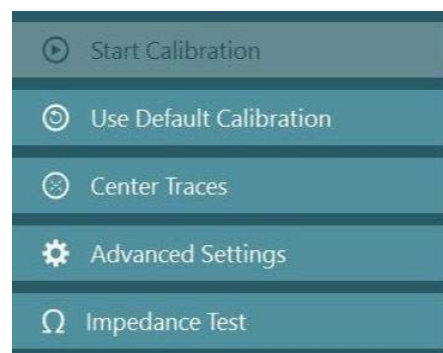 Start Calibration
Use Default Calibration
Center Traces
Advanced Settings
Ω Impedance Test